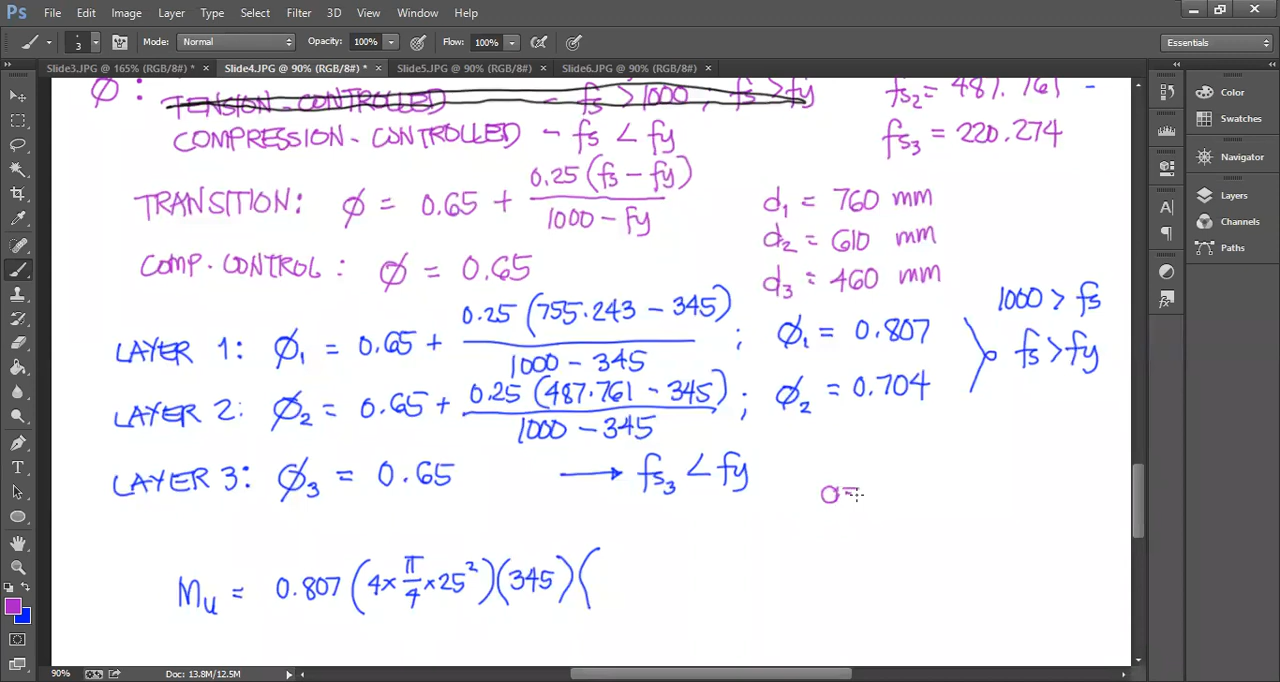 Ps File Edit Image Layer Type Select Filter 3D View Window Help
3 Mode: Normal Opacity: 100% Flow: 100% Essentials
Slide3.JPG @ 165% (RGB/8#) * × Slide4.JPG @ 90% (RGB/8#) * × Slide5.JPG @ 90% (RGB/8#) × Slide6.JPG @ 90% (RGB/8#) ×
φ : TENSION-CONTROLLED - fs > 1000, fs > fy
fs2 = 487.761 -
COMPRESSION-CONTROLLED - fs < fy
fs3 = 220.274
TRANSITION: φ = 0.65 + 0.25 (fs - fy) / 1000 - fy
d1 = 760 mm
d2 = 610 mm
COMP. CONTROL : φ = 0.65
d3 = 460 mm
LAYER 1: φ1 = 0.65 + 0.25 (755.243 - 345) / 1000 - 345 ; φ1 = 0.807
1000 > fs
fs > fy
LAYER 2: φ2 = 0.65 + 0.25 (487.761 - 345) / 1000 - 345 ; φ2 = 0.704
LAYER 3: φ3 = 0.65 → fs3 < fy
a=
Mu = 0.807 (4× π/4 ×25²)(345)(
Color
Swatches
Navigator
Layers
Channels
Paths
90% Doc: 13.8M/12.5M